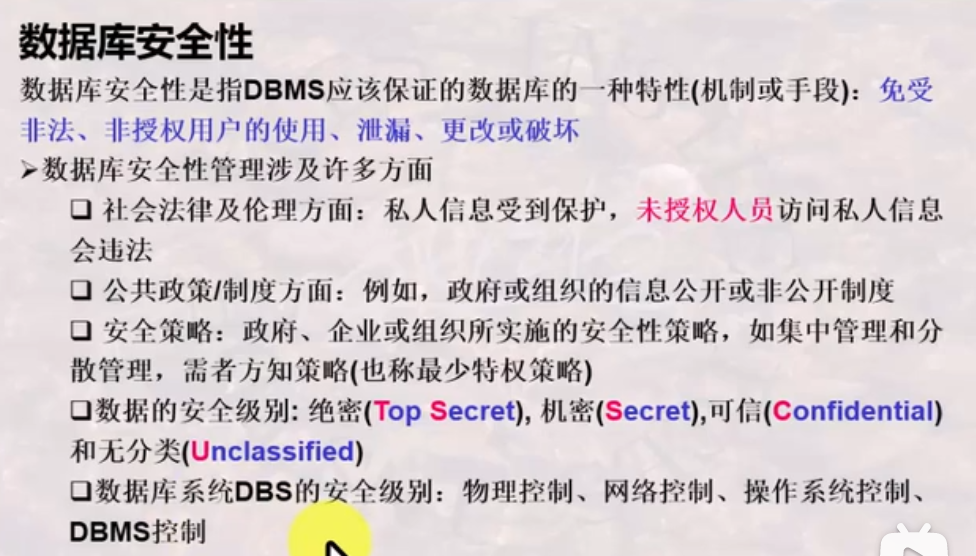 数据库安全性
数据库安全性是指DBMS应该保证的数据库的一种特性(机制或手段)：免受
非法、非授权用户的使用、泄漏、更改或破坏
➢数据库安全性管理涉及许多方面
❑ 社会法律及伦理方面：私人信息受到保护，未授权人员访问私人信息
会违法
❑ 公共政策/制度方面：例如，政府或组织的信息公开或非公开制度
❑ 安全策略：政府、企业或组织所实施的安全性策略，如集中管理和分
散管理，需者方知策略(也称最少特权策略)
❑数据的安全级别: 绝密(Top Secret), 机密(Secret),可信(Confidential)
和无分类(Unclassified)
❑数据库系统DBS的安全级别：物理控制、网络控制、操作系统控制、
DBMS控制